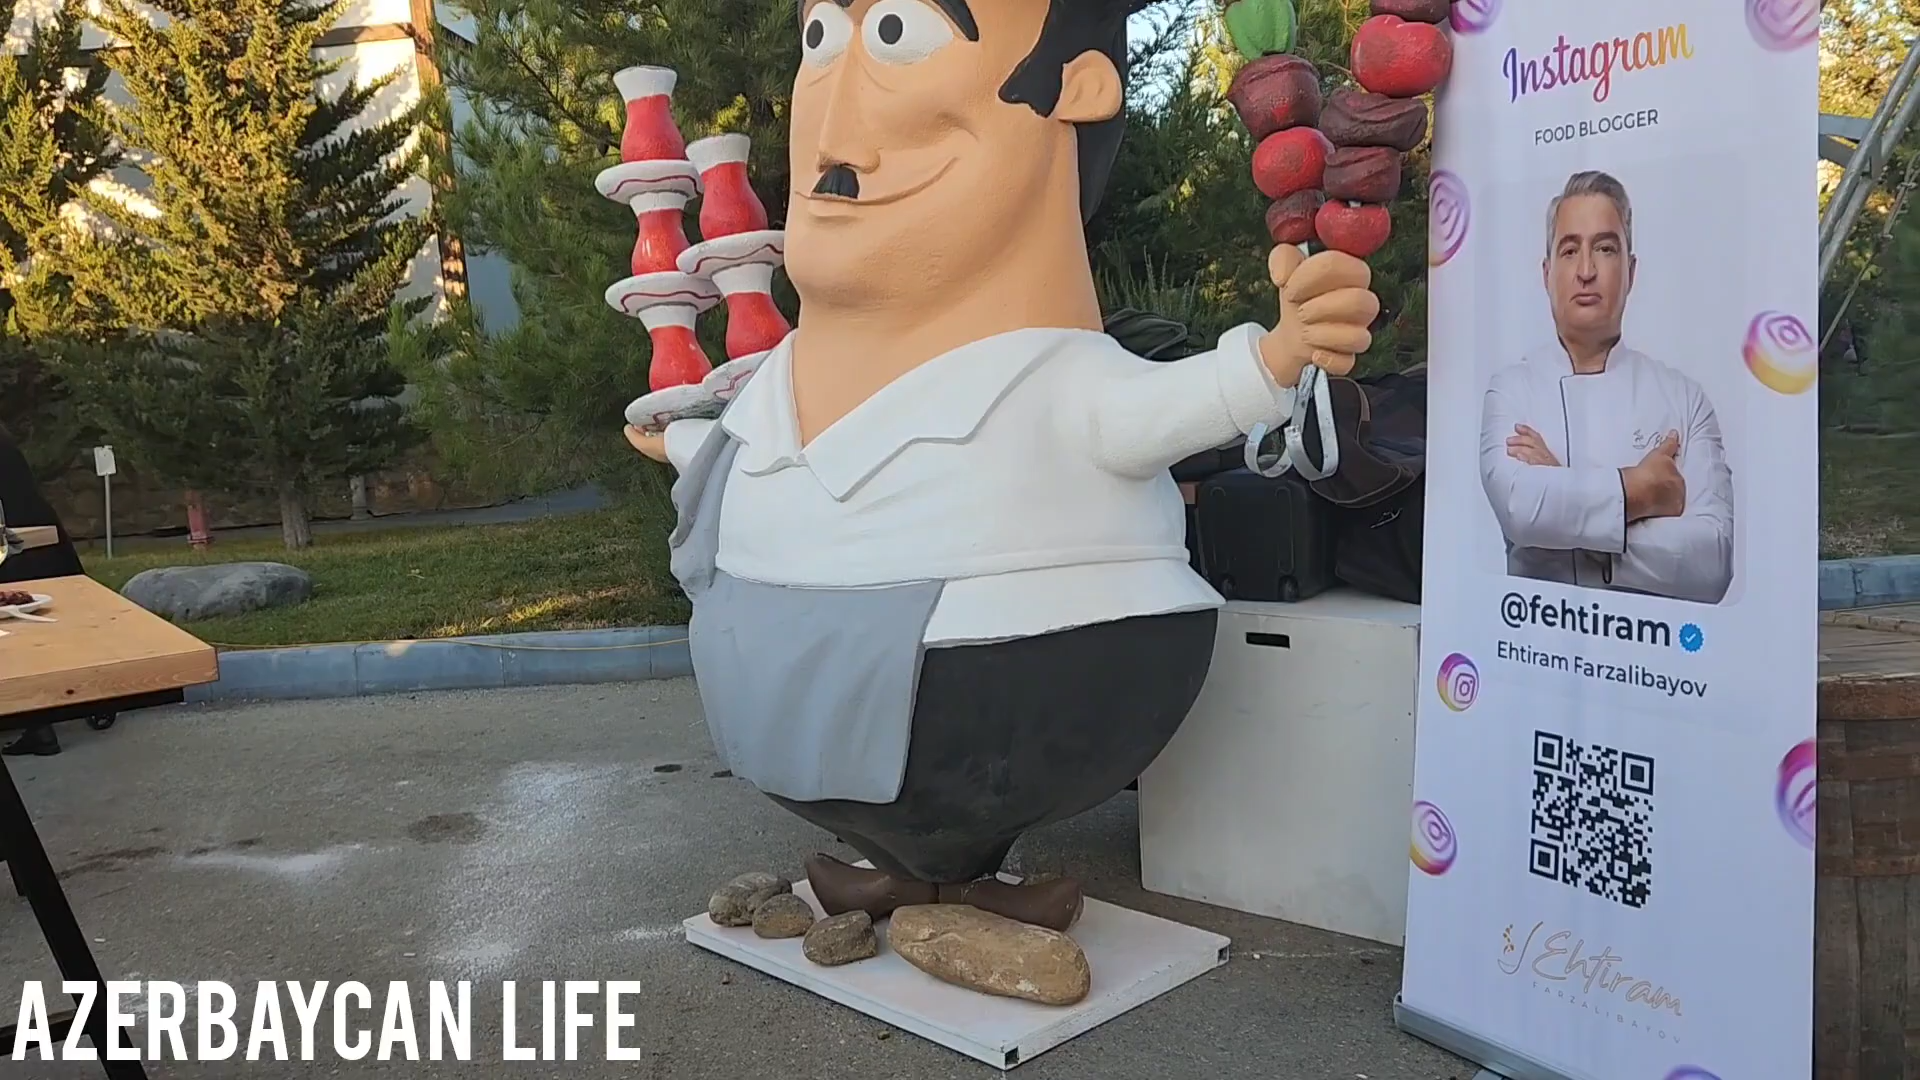 Instagram
FOOD BLOGGER
@fehtiram
Ehtiram Farzalibayov
Ehtiram
FARZALIBAYOV
AZERBAYCAN LIFE